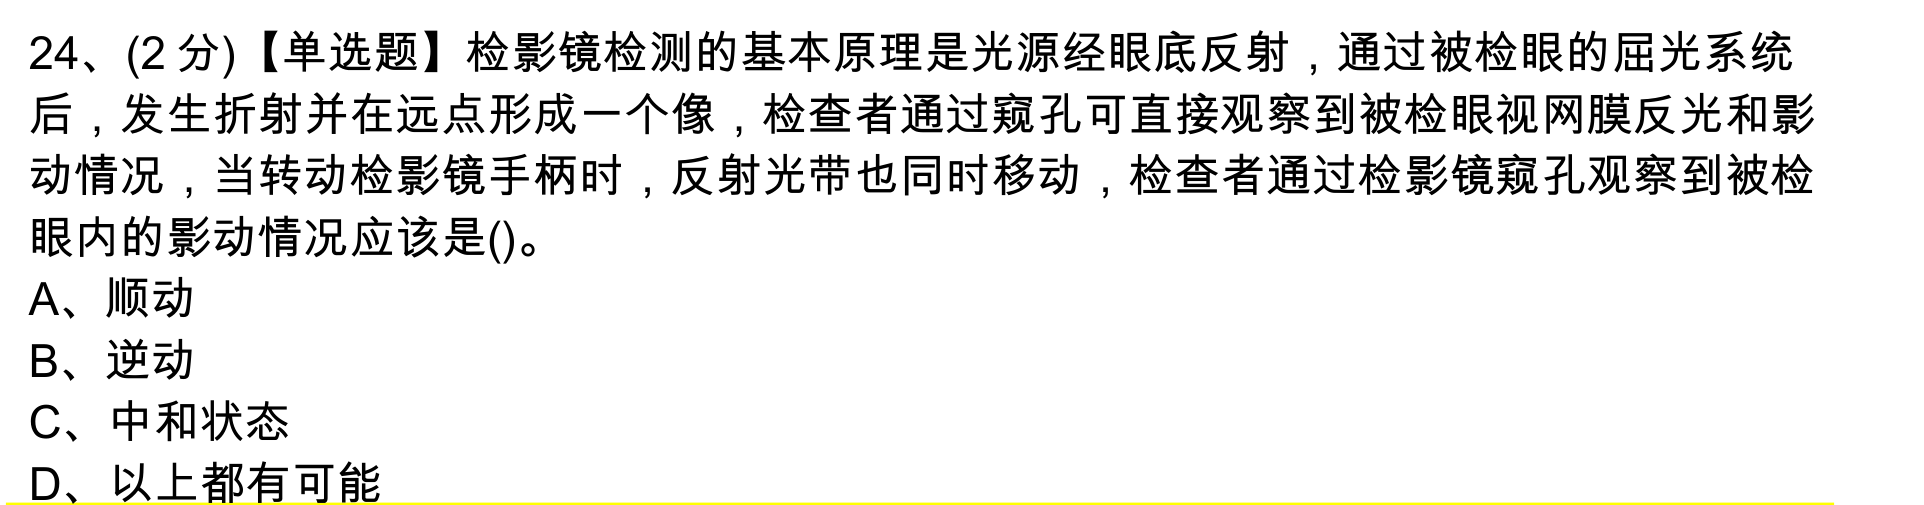 24、(2 分)【单选题】检影镜检测的基本原理是光源经眼底反射，通过被检眼的屈光系统
后，发生折射并在远点形成一个像，检查者通过窥孔可直接观察到被检眼视网膜反光和影
动情况，当转动检影镜手柄时，反射光带也同时移动，检查者通过检影镜窥孔观察到被检
眼内的影动情况应该是()。
A、顺动
B、逆动
C、中和状态
D、以上都有可能